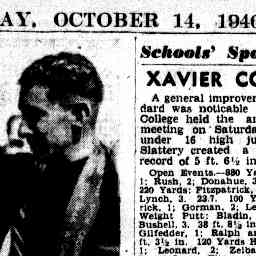 AY, OCTOBER 14, 1946
Schools' Spo
XAVIER CO
A general improvem
dard was noticable
College held the an
meeting on Saturda
under 16 high ju
Slattery created a
record of 5 ft. 6½ in
Open Events.—880 Ya
1; Rush, 2; Donahue, 3
220 Yards: Fitzpatrick,
Lynch, 3. 23.7. 100 Y
rick, 1; Gorman, 2; Le
Weight Putt: Bladin,
Bushell, 3. 38 ft. 8½ in
Gilfedder, 1; Ralph a
ft. 3½ in. 120 Yards H
1; Leonard, 2; Zeiba